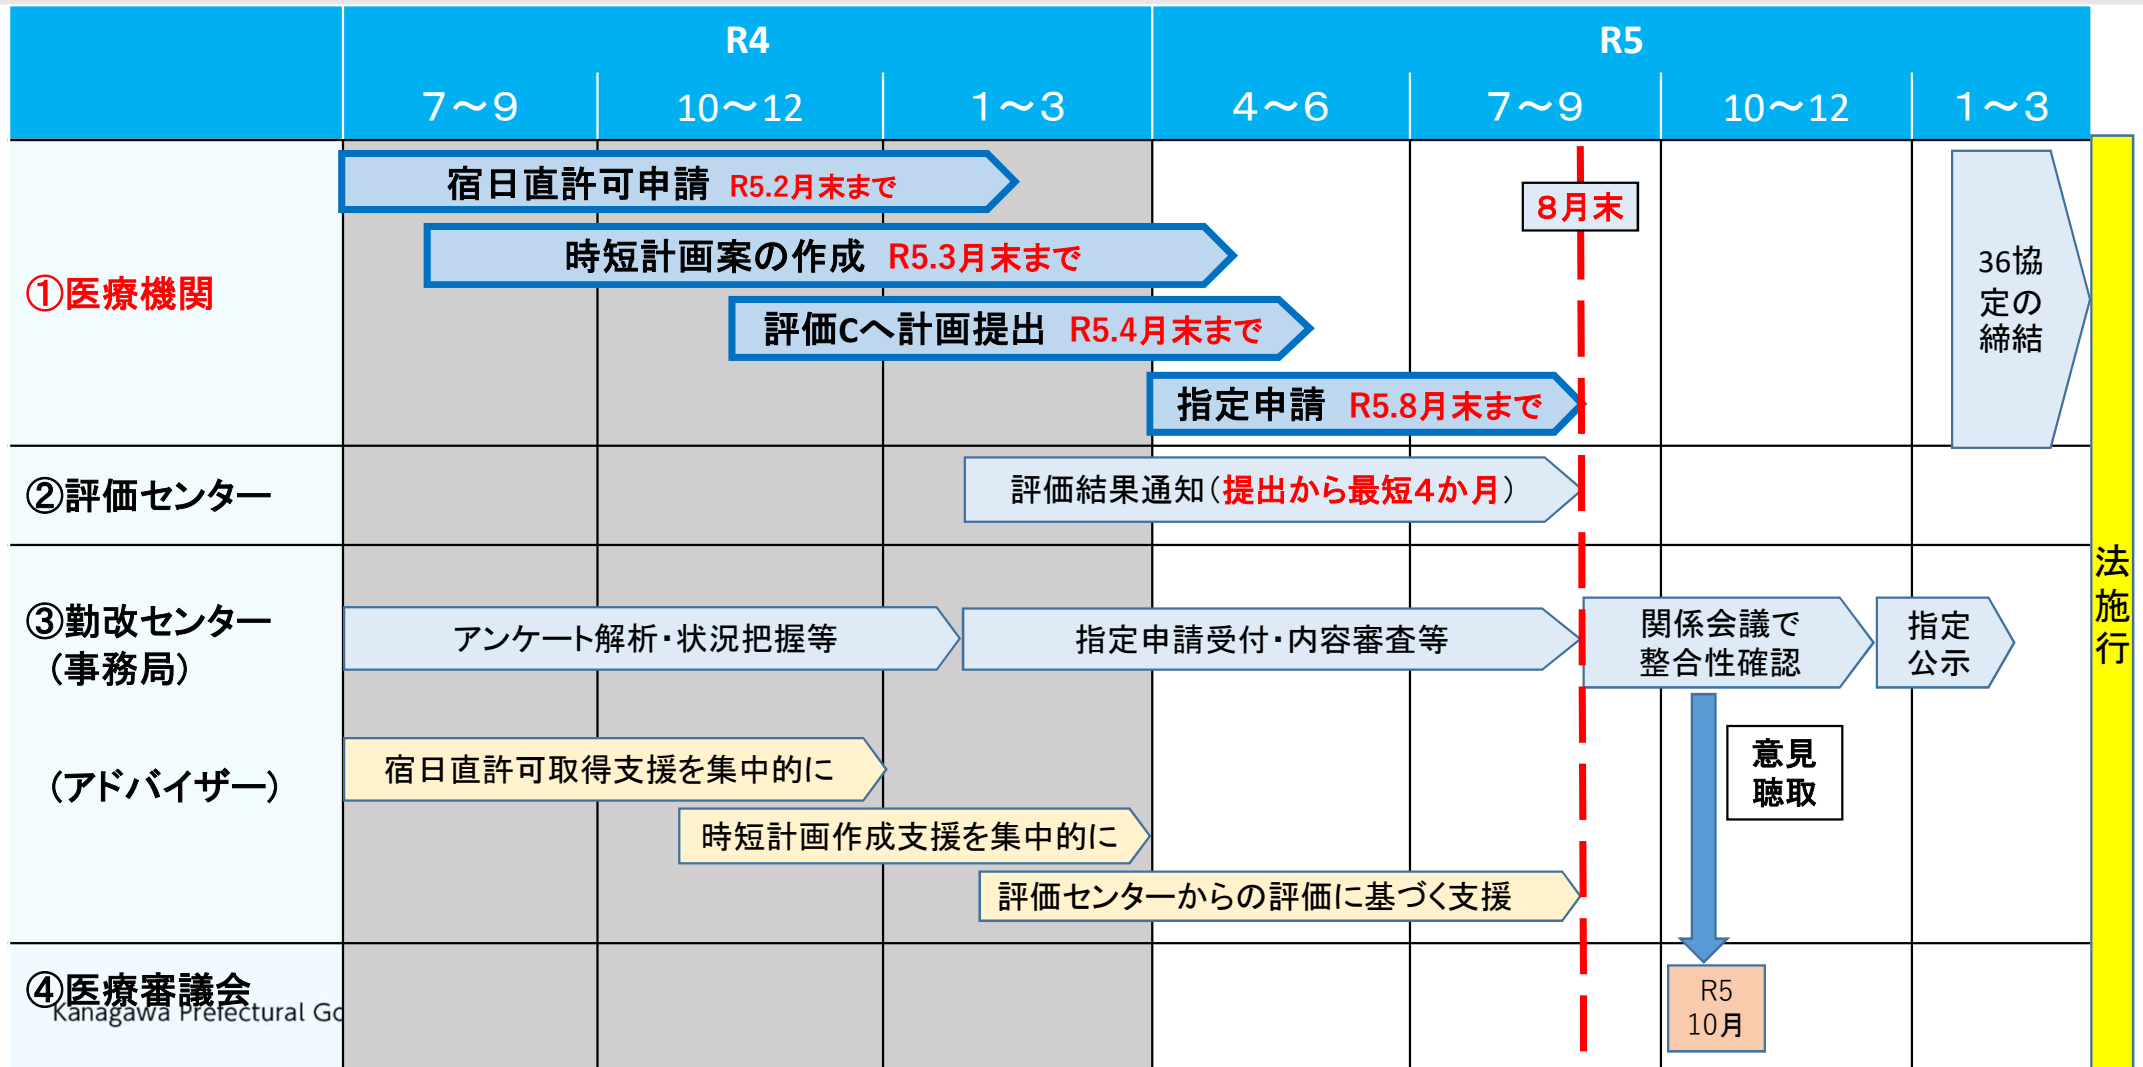 R4
R5
7～9
10～12
1～3
4～6
7～9
10～12
1～3
①医療機関
宿日直許可申請 R5.2月末まで
時短計画案の作成 R5.3月末まで
評価Cへ計画提出 R5.4月末まで
指定申請 R5.8月末まで
８月末
36協
定の
締結
法
施
行
②評価センター
評価結果通知（提出から最短４か月）
③勤改センター
（事務局）
アンケート解析・状況把握等
指定申請受付・内容審査等
関係会議で
整合性確認
指定
公示
意見
聴取
（アドバイザー）
宿日直許可取得支援を集中的に
時短計画作成支援を集中的に
評価センターからの評価に基づく支援
④医療審議会
Kanagawa Prefectural Go
R5
10月